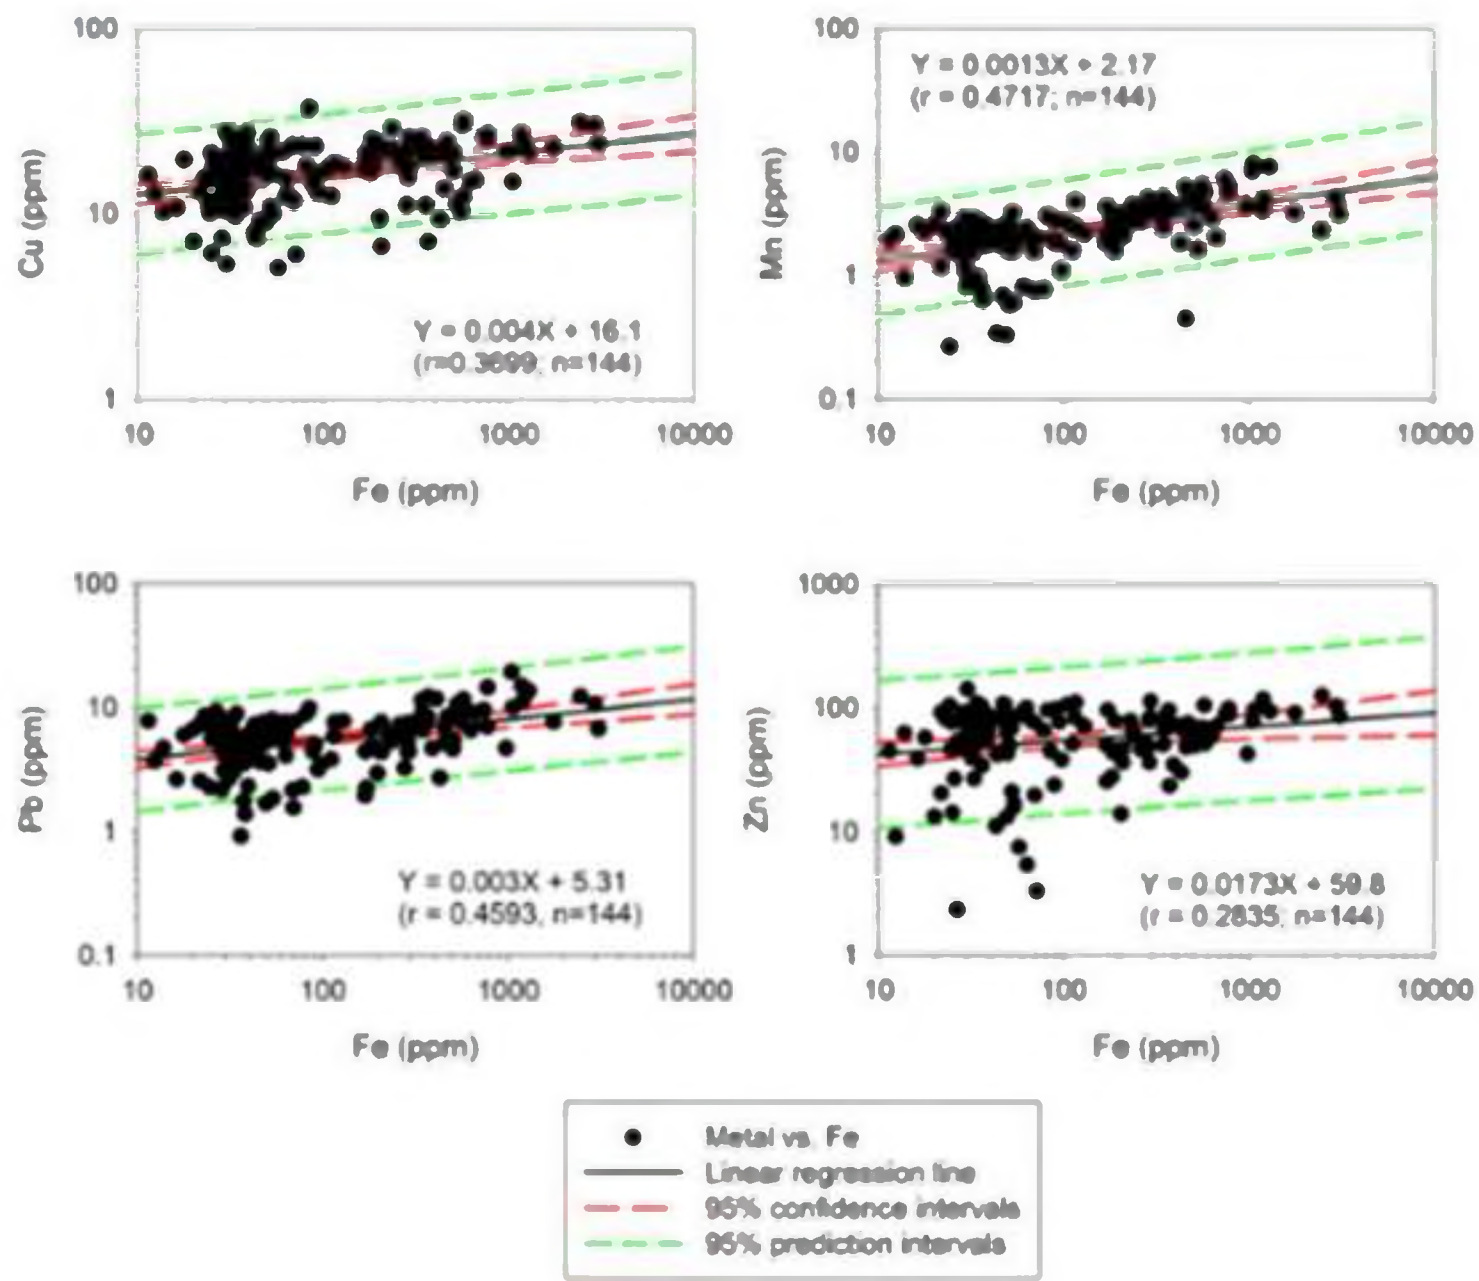 100
10
1
Cu (ppm)
Y = 0.004X + 16.1
(r=0.3699; n=144)
10 100 1000 10000
Fe (ppm)
100
10
1
0.1
Mn (ppm)
Y = 0.0013X + 2.17
(r = 0.4717; n=144)
10 100 1000 10000
Fe (ppm)
100
10
1
0.1
Pb (ppm)
Y = 0.003X + 5.31
(r = 0.4593; n=144)
10 100 1000 10000
Fe (ppm)
1000
100
10
1
Zn (ppm)
Y = 0.0173X + 59.8
(r = 0.2835; n=144)
10 100 1000 10000
Fe (ppm)
Metal vs. Fe
Linear regression line
95% confidence intervals
95% prediction intervals